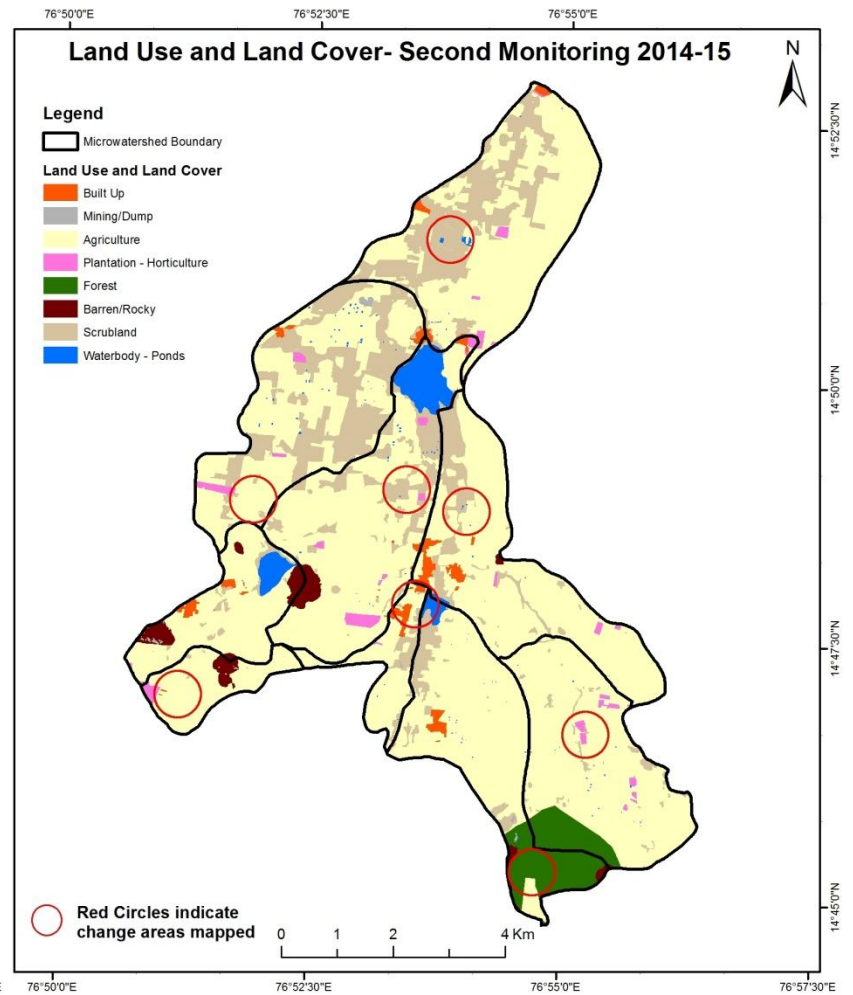 76°50'0"E
76°52'30"E
76°55'0"E
Land Use and Land Cover- Second Monitoring 2014-15
N
Legend
Microwatershed Boundary
Land Use and Land Cover
Built Up
Mining/Dump
Agriculture
Plantation - Horticulture
Forest
Barren/Rocky
Scrubland
Waterbody - Ponds
14°52'30"N
14°50'0"N
14°47'30"N
14°45'0"N
Red Circles indicate
change areas mapped
0 1 2 4 Km
76°50'0"E
76°52'30"E
76°55'0"E
76°57'30"E